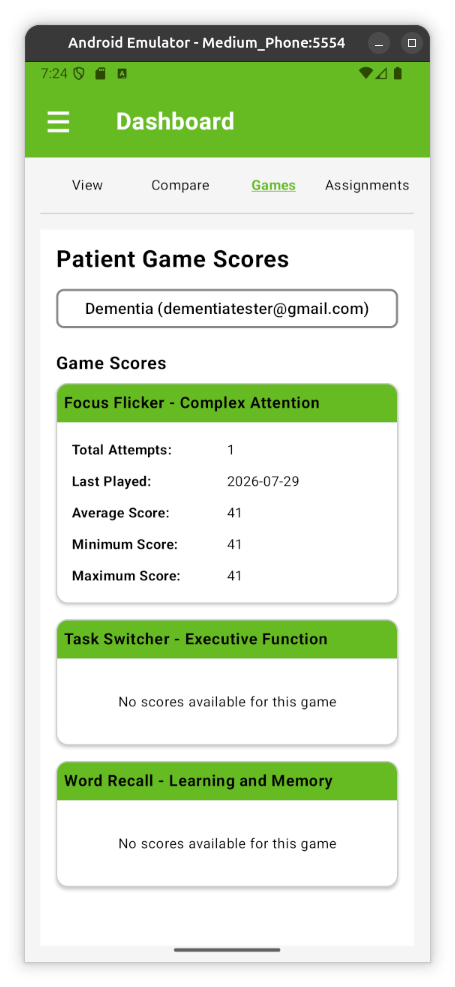 Android Emulator - Medium_Phone:5554
7:24
Dashboard
View Compare Games Assignments
Patient Game Scores
Dementia (dementiatester@gmail.com)
Game Scores
Focus Flicker - Complex Attention
Total Attempts: 1
Last Played: 2026-07-29
Average Score: 41
Minimum Score: 41
Maximum Score: 41
Task Switcher - Executive Function
No scores available for this game
Word Recall - Learning and Memory
No scores available for this game